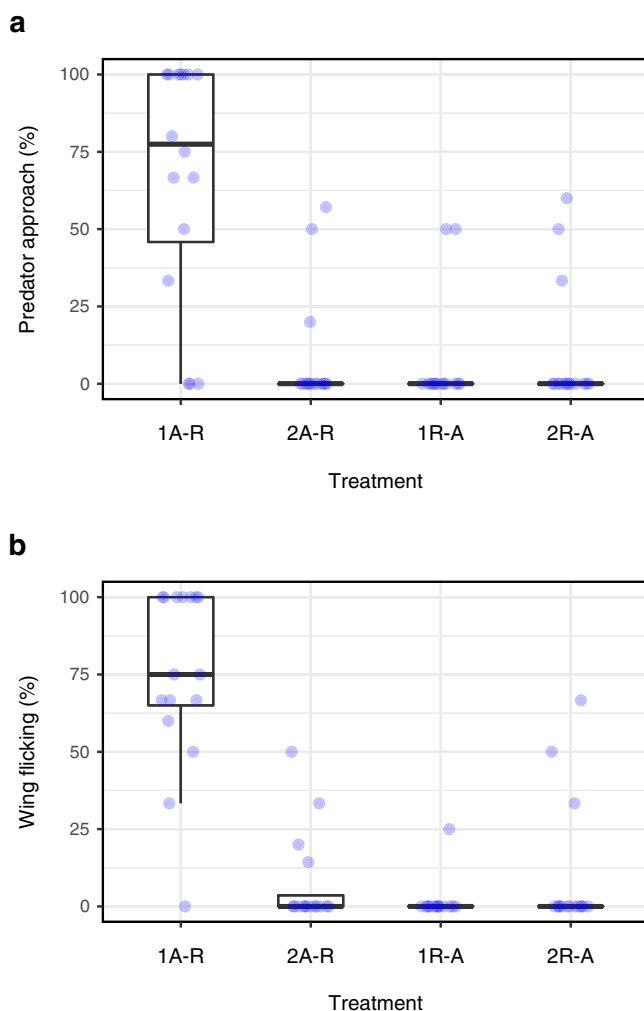 a
Predator approach (%)
100
75
50
25
0
1A-R 2A-R 1R-A 2R-A
Treatment
b
Wing flicking (%)
100
75
50
25
0
1A-R 2A-R 1R-A 2R-A
Treatment